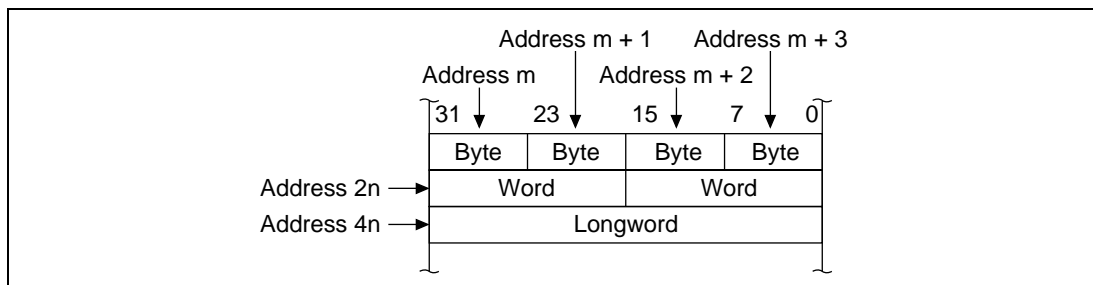 Address m + 1 Address m + 3
Address m Address m + 2
31 23 15 7 0
Byte Byte Byte Byte
Address 2n Word Word
Address 4n Longword